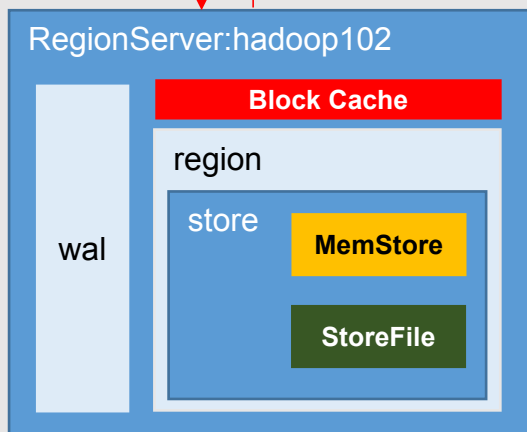 RegionServer:hadoop102
Block Cache
region
store
MemStore
wal
StoreFile